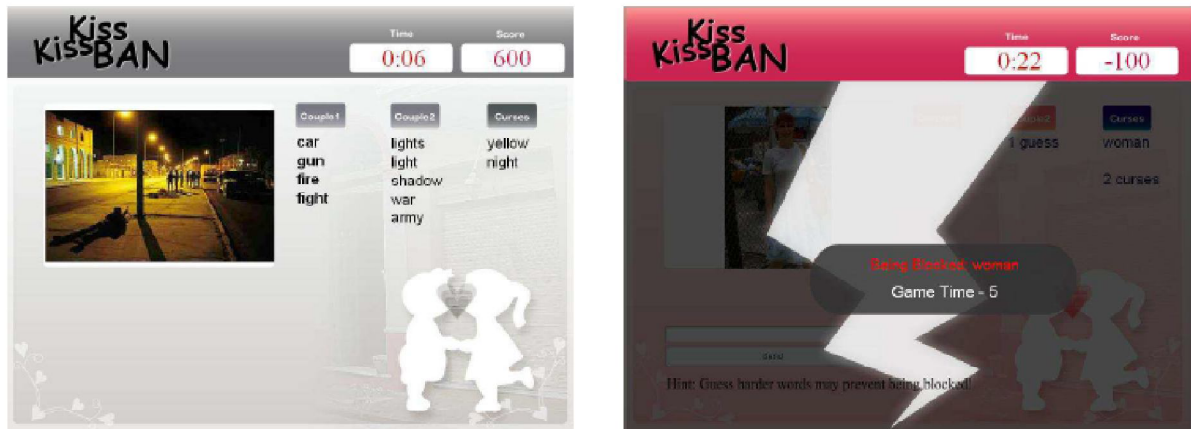 Kiss
KissBAN
Time
Score
0:06
600
Couple1
Couple2
Curses
car
lights
yellow
gun
light
night
fire
shadow
fight
war
army
Kiss
KissBAN
Time
Score
0:22
-100
Couple2
Curses
1 guess
woman
2 curses
Being Blocked: woman
Game Time - 5
Hint: Guess harder words may prevent being blocked!